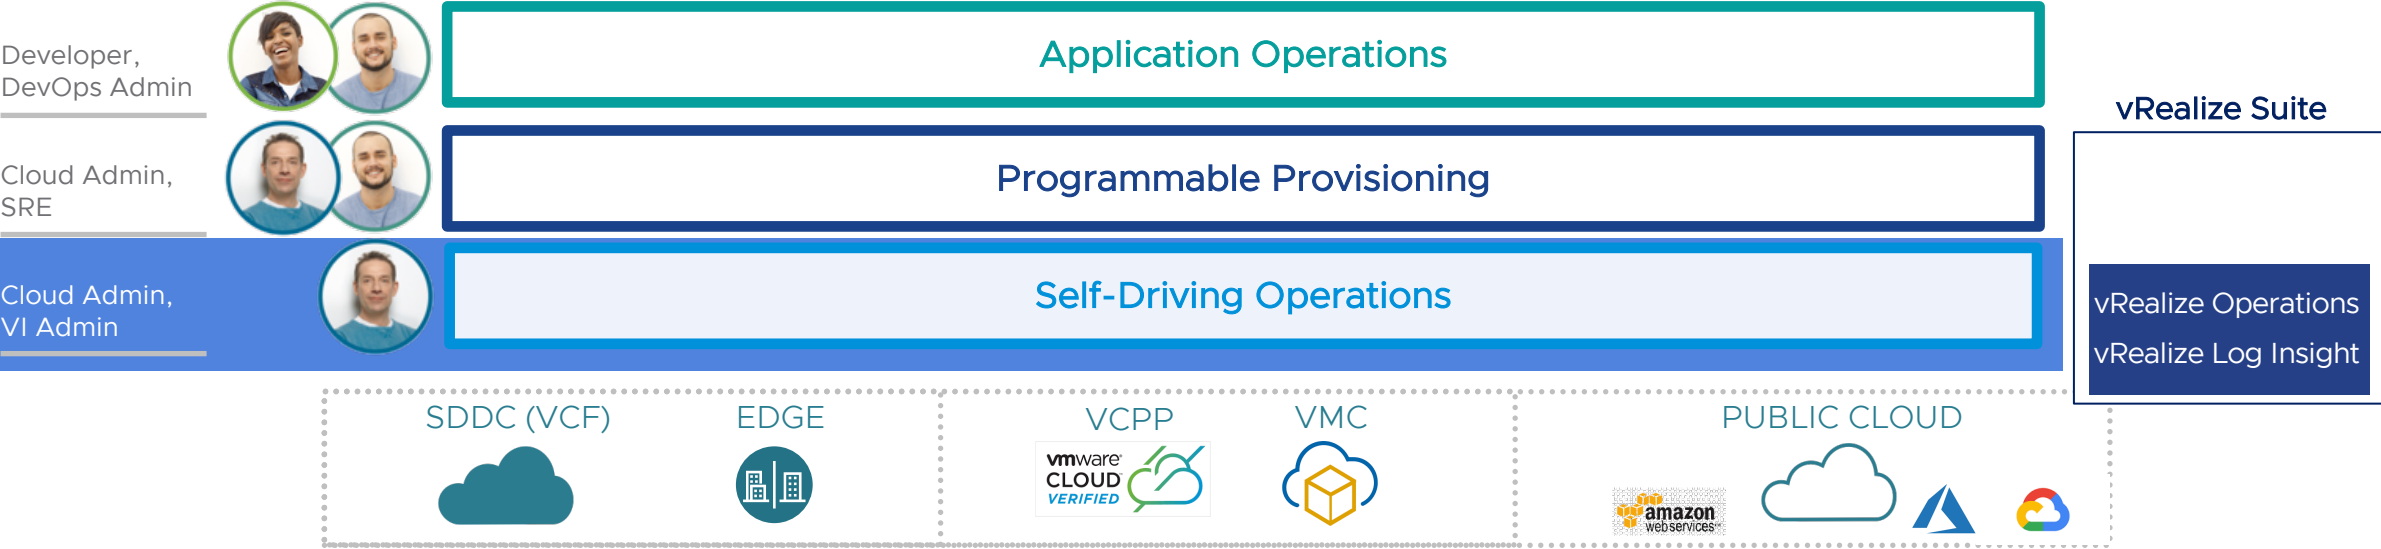 Developer,
DevOps Admin
Application Operations
vRealize Suite
Cloud Admin,
SRE
Programmable Provisioning
Cloud Admin,
VI Admin
Self-Driving Operations
vRealize Operations
vRealize Log Insight
SDDC (VCF)
EDGE
VCPP
VMC
PUBLIC CLOUD
vmware®
CLOUD
VERIFIED
amazon
webservices™